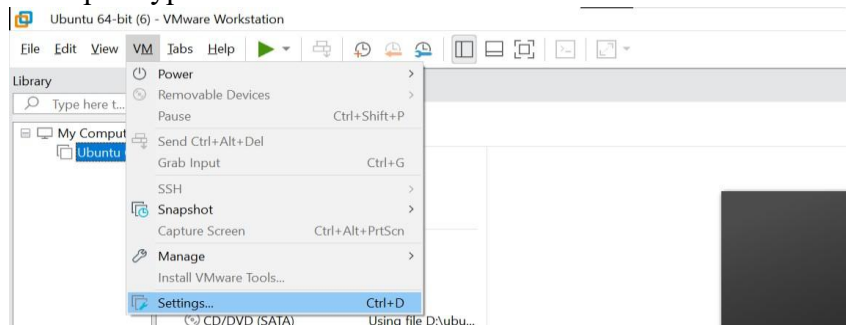 Ubuntu 64-bit (6) - VMware Workstation
File Edit View VM Tabs Help
Library
Type here t...
My Comput
Ubuntu
Power
Removable Devices
Pause Ctrl+Shift+P
Send Ctrl+Alt+Del
Grab Input Ctrl+G
SSH
Snapshot
Capture Screen Ctrl+Alt+PrtScn
Manage
Install VMware Tools...
Settings... Ctrl+D
CD/DVD (SATA) Using file D:\ubu...